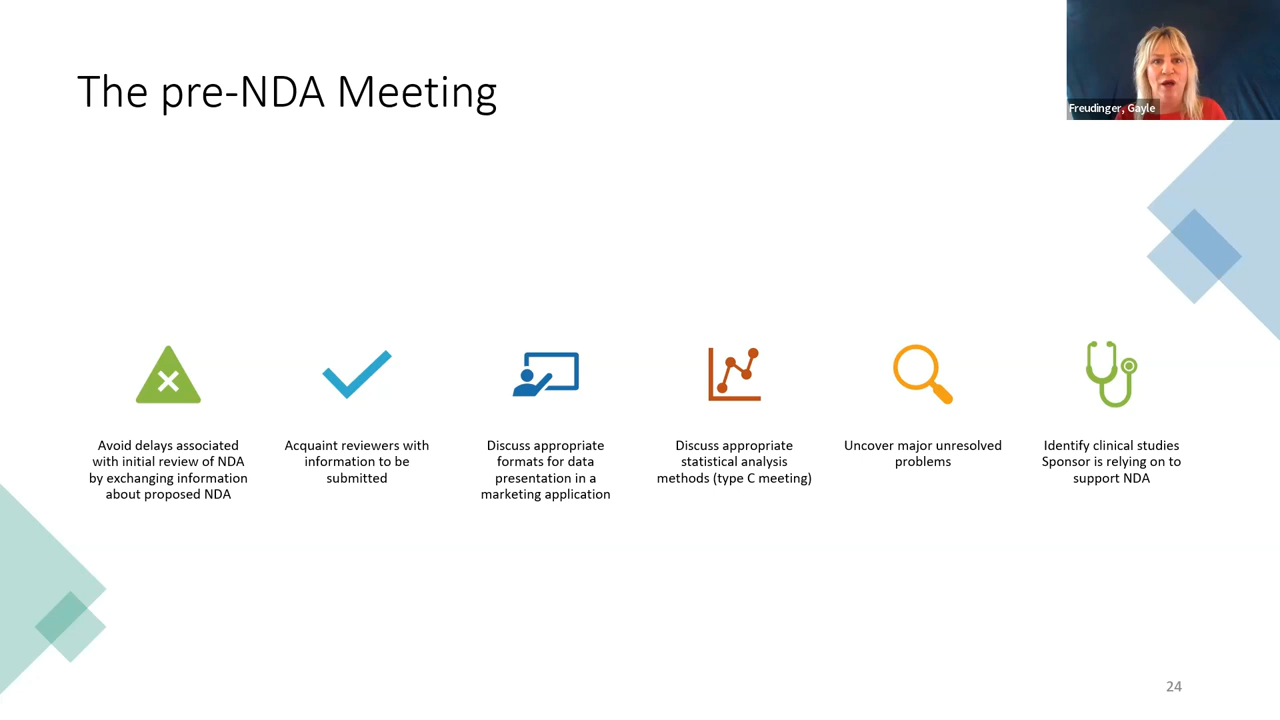 The pre-NDA Meeting
Freudinger, Gayle
Avoid delays associated
with initial review of NDA
by exchanging information
about proposed NDA
Acquaint reviewers with
information to be
submitted
Discuss appropriate
formats for data
presentation in a
marketing application
Discuss appropriate
statistical analysis
methods (type C meeting)
Uncover major unresolved
problems
Identify clinical studies
Sponsor is relying on to
support NDA
24